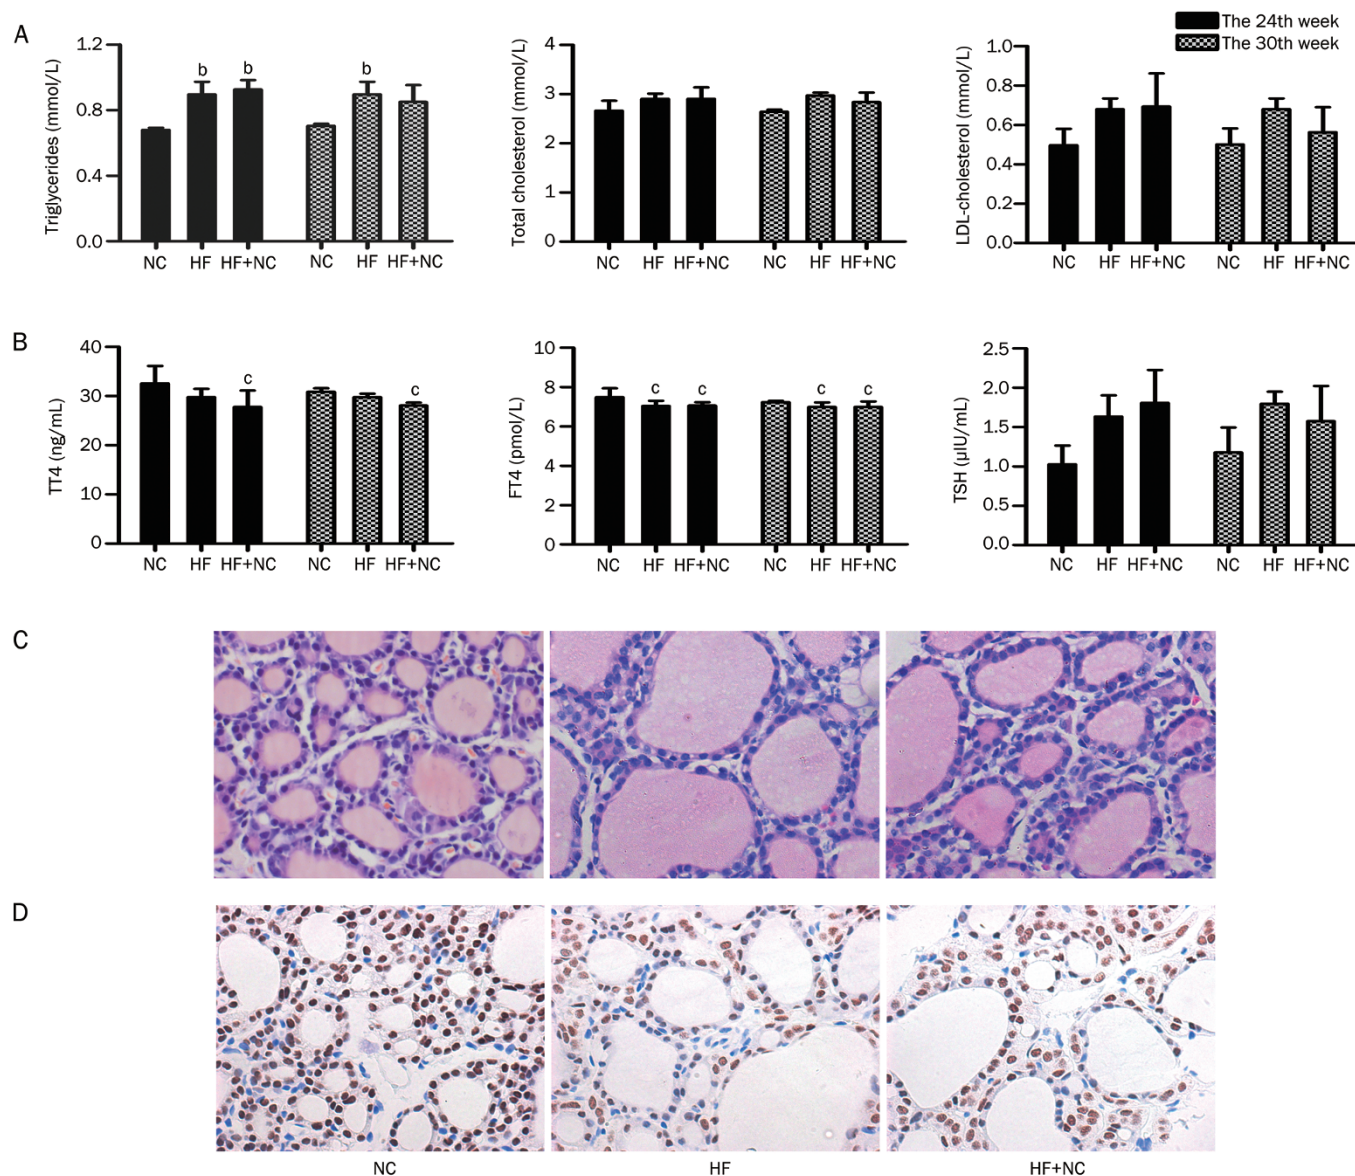 The 24th week
The 30th week
A
Triglycerides (mmol/L)
1.2
0.8
0.4
0.0
b
b
b
NC HF HF+NC NC HF HF+NC
Total cholesterol (mmol/L)
4
3
2
1
0
NC HF HF+NC NC HF HF+NC
LDL-cholesterol (mmol/L)
1.0
0.8
0.6
0.4
0.2
0.0
NC HF HF+NC NC HF HF+NC
B
TT4 (ng/mL)
40
30
20
10
0
c
c
NC HF HF+NC NC HF HF+NC
FT4 (pmol/L)
10
8
6
4
2
0
c c c c
NC HF HF+NC NC HF HF+NC
TSH (μIU/mL)
2.5
2.0
1.5
1.0
0.5
0.0
NC HF HF+NC NC HF HF+NC
C
D
NC HF HF+NC